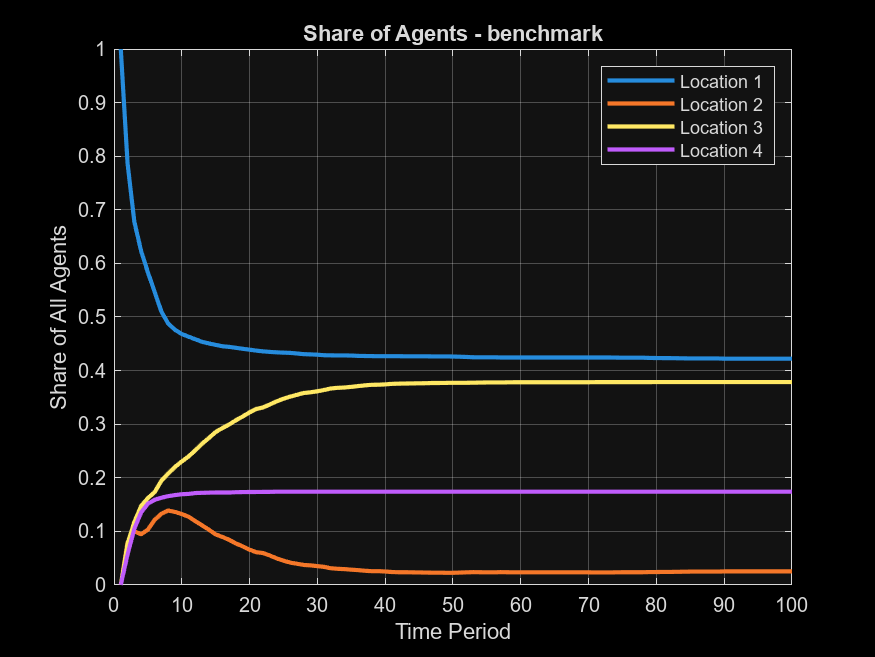 Share of Agents - benchmark
1
0.9
0.8
0.7
0.6
0.5
0.4
0.3
0.2
0.1
0
Share of All Agents
Location 1
Location 2
Location 3
Location 4
0 10 20 30 40 50 60 70 80 90 100
Time Period